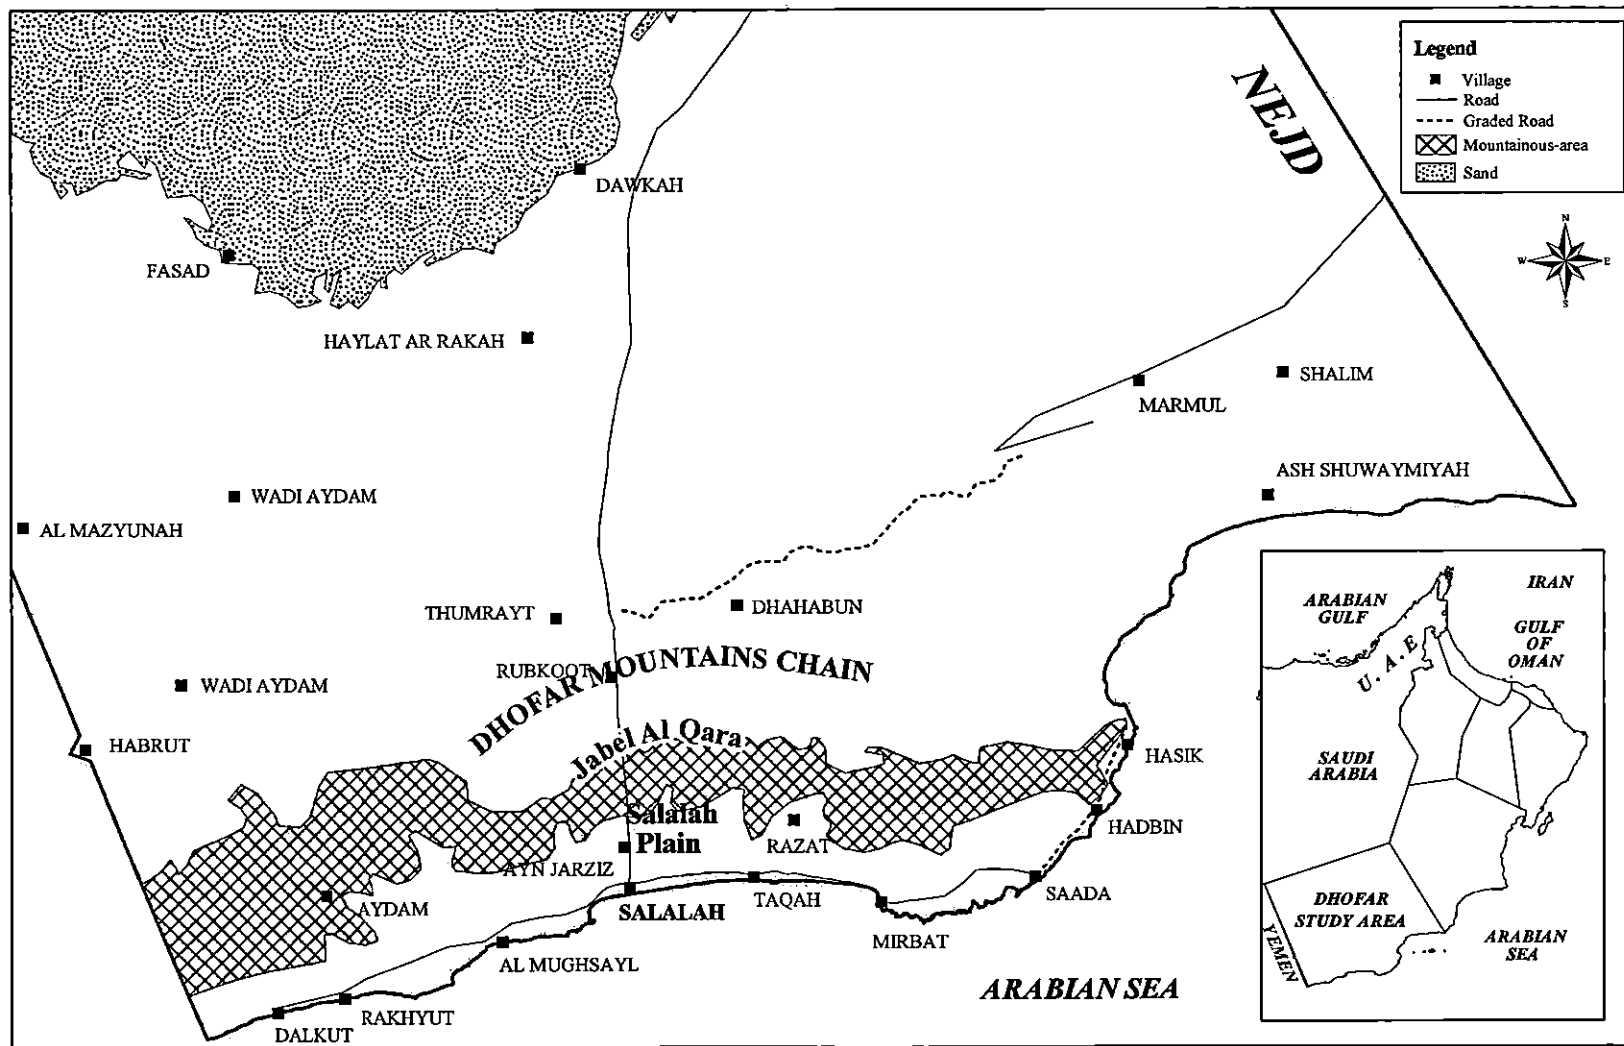 NEJD
Legend
Village
Road
Graded Road
Mountainous-area
Sand
N
W
E
S
DAWKAH
FASAD
HAYLAT AR RAKAH
SHALIM
MARMUL
ASH SHUWAYMIYAH
WADI AYDAM
AL MAZYUNAH
THUMRAYT
DHAHABUN
RUBKOOT
DHOFAR MOUNTAINS CHAIN
WADI AYDAM
HABRUT
Jabel Al Qara
HASIK
Salalah
Plain
RAZAT
HADBIN
AYN JARZIZ
AYDAM
SALALAH
TAQAH
SAADA
MIRBAT
AL MUGHSAYL
RAKHYUT
DALKUT
ARABIAN SEA
IRAN
ARABIAN
GULF
GULF
OF
OMAN
U. A. E
SAUDI
ARABIA
DHOFAR
STUDY AREA
YEMEN
ARABIAN
SEA